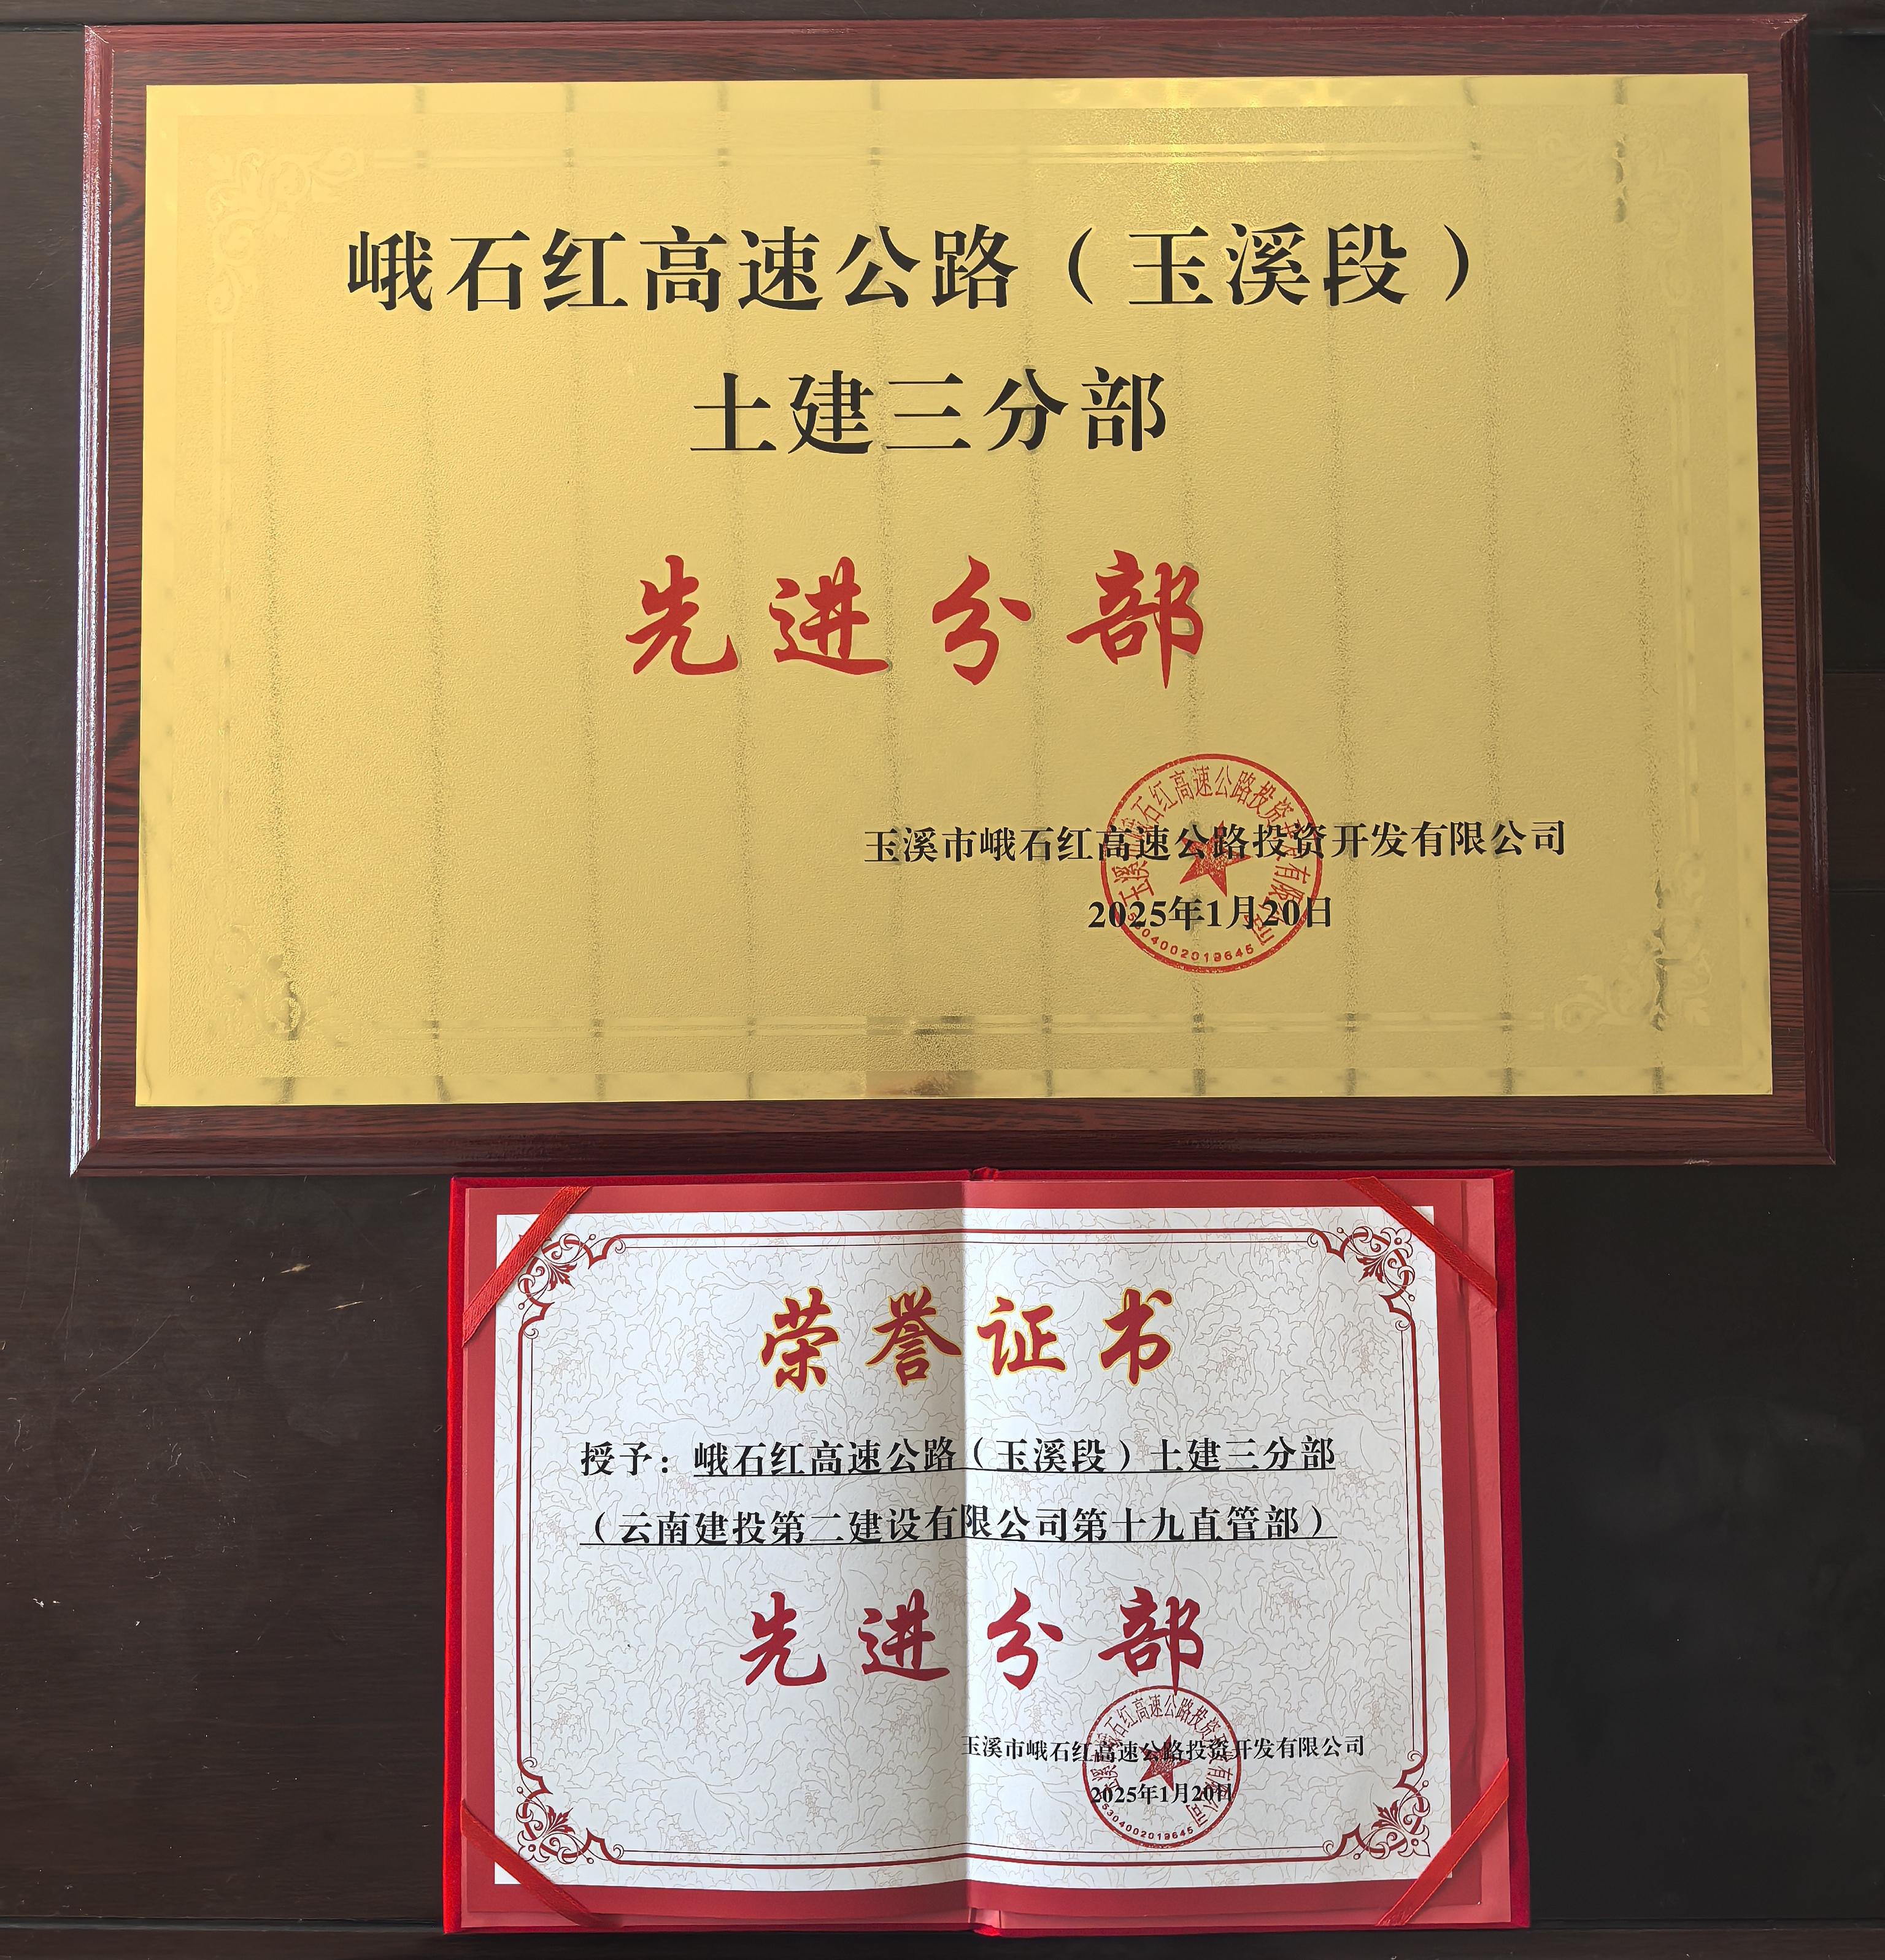 峨石红高速公路（玉溪段）
土建三分部
先进分部
玉溪市峨石红高速公路投资开发有限公司
2025年1月20日
5304002019645
荣誉证书
授予：峨石红高速公路（玉溪段）土建三分部
（云南建投第二建设有限公司第十九直管部）
先进分部
玉溪市峨石红高速公路投资开发有限公司
2025年1月20日
5304002019645